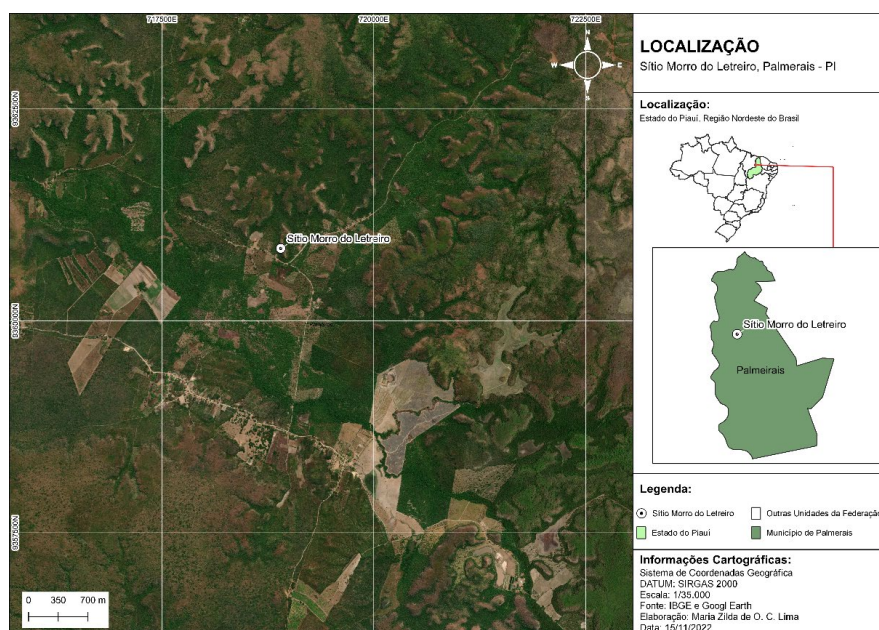 717500E
720000E
722500E
9362500N
9360000N
9357500N
N
W
E
S
Sítio Morro do Letreiro
0 350 700 m
LOCALIZAÇÃO
Sítio Morro do Letreiro, Palmerais - PI
Localização:
Estado do Piauí, Região Nordeste do Brasil
Sítio Morro do Letreiro
Palmeirais
Legenda:
Sítio Morro do Letreiro
Outras Unidades da Federação
Estado do Piauí
Município de Palmerais
Informações Cartográficas:
Sistema de Coordenadas Geográfica
DATUM: SIRGAS 2000
Escala: 1/35.000
Fonte: IBGE e Googl Earth
Elaboração: Maria Zilda de O. C. Lima
Data: 15/11/2022